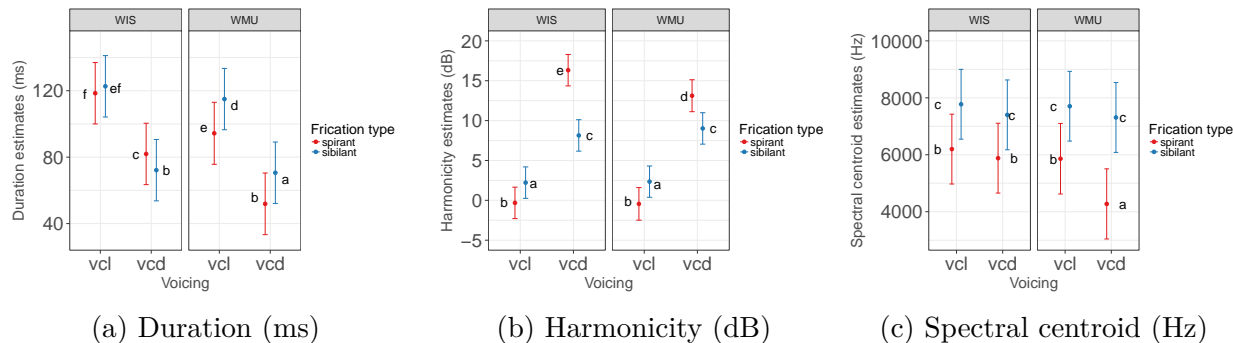 WIS WMU
Duration estimates (ms)
120
80
40
f ef c b e d b a
vcl vcd vcl vcd
Voicing
Frication type
spirant
sibilant
(a) Duration (ms)
WIS WMU
Harmonicity estimates (dB)
20
15
10
5
0
−5
b a e c b a d c
vcl vcd vcl vcd
Voicing
Frication type
spirant
sibilant
(b) Harmonicity (dB)
WIS WMU
Spectral centroid estimates (Hz)
10000
8000
6000
4000
b c b c b c a c
vcl vcd vcl vcd
Voicing
Frication type
spirant
sibilant
(c) Spectral centroid (Hz)